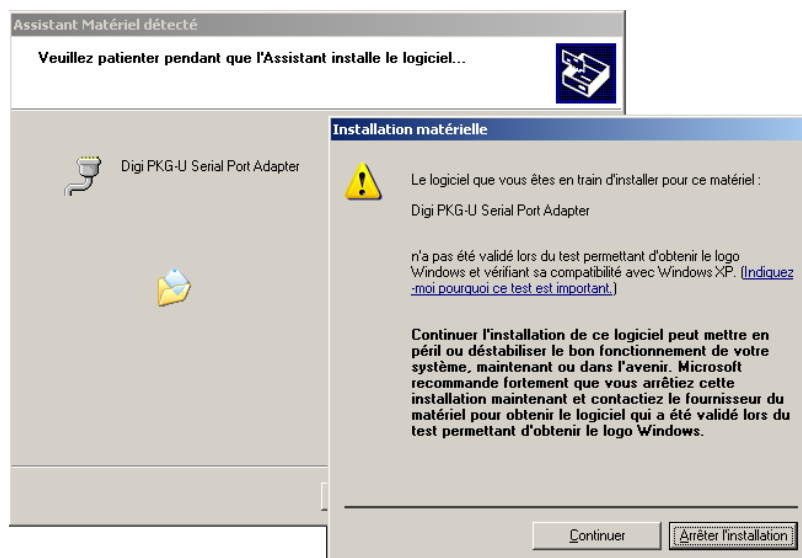 Assistant Matériel détecté
Veuillez patienter pendant que l'Assistant installe le logiciel...
Digi PKG-U Serial Port Adapter
Installation matérielle
Le logiciel que vous êtes en train d'installer pour ce matériel :
Digi PKG-U Serial Port Adapter
n'a pas été validé lors du test permettant d'obtenir le logo
Windows et vérifiant sa compatibilité avec Windows XP. (Indiquez
-moi pourquoi ce test est important.)
Continuer l'installation de ce logiciel peut mettre en
péril ou déstabiliser le bon fonctionnement de votre
système, maintenant ou dans l'avenir. Microsoft
recommande fortement que vous arrêtiez cette
installation maintenant et contactiez le fournisseur du
matériel pour obtenir le logiciel qui a été validé lors du
test permettant d'obtenir le logo Windows.
Continuer
Arrêter l'installation